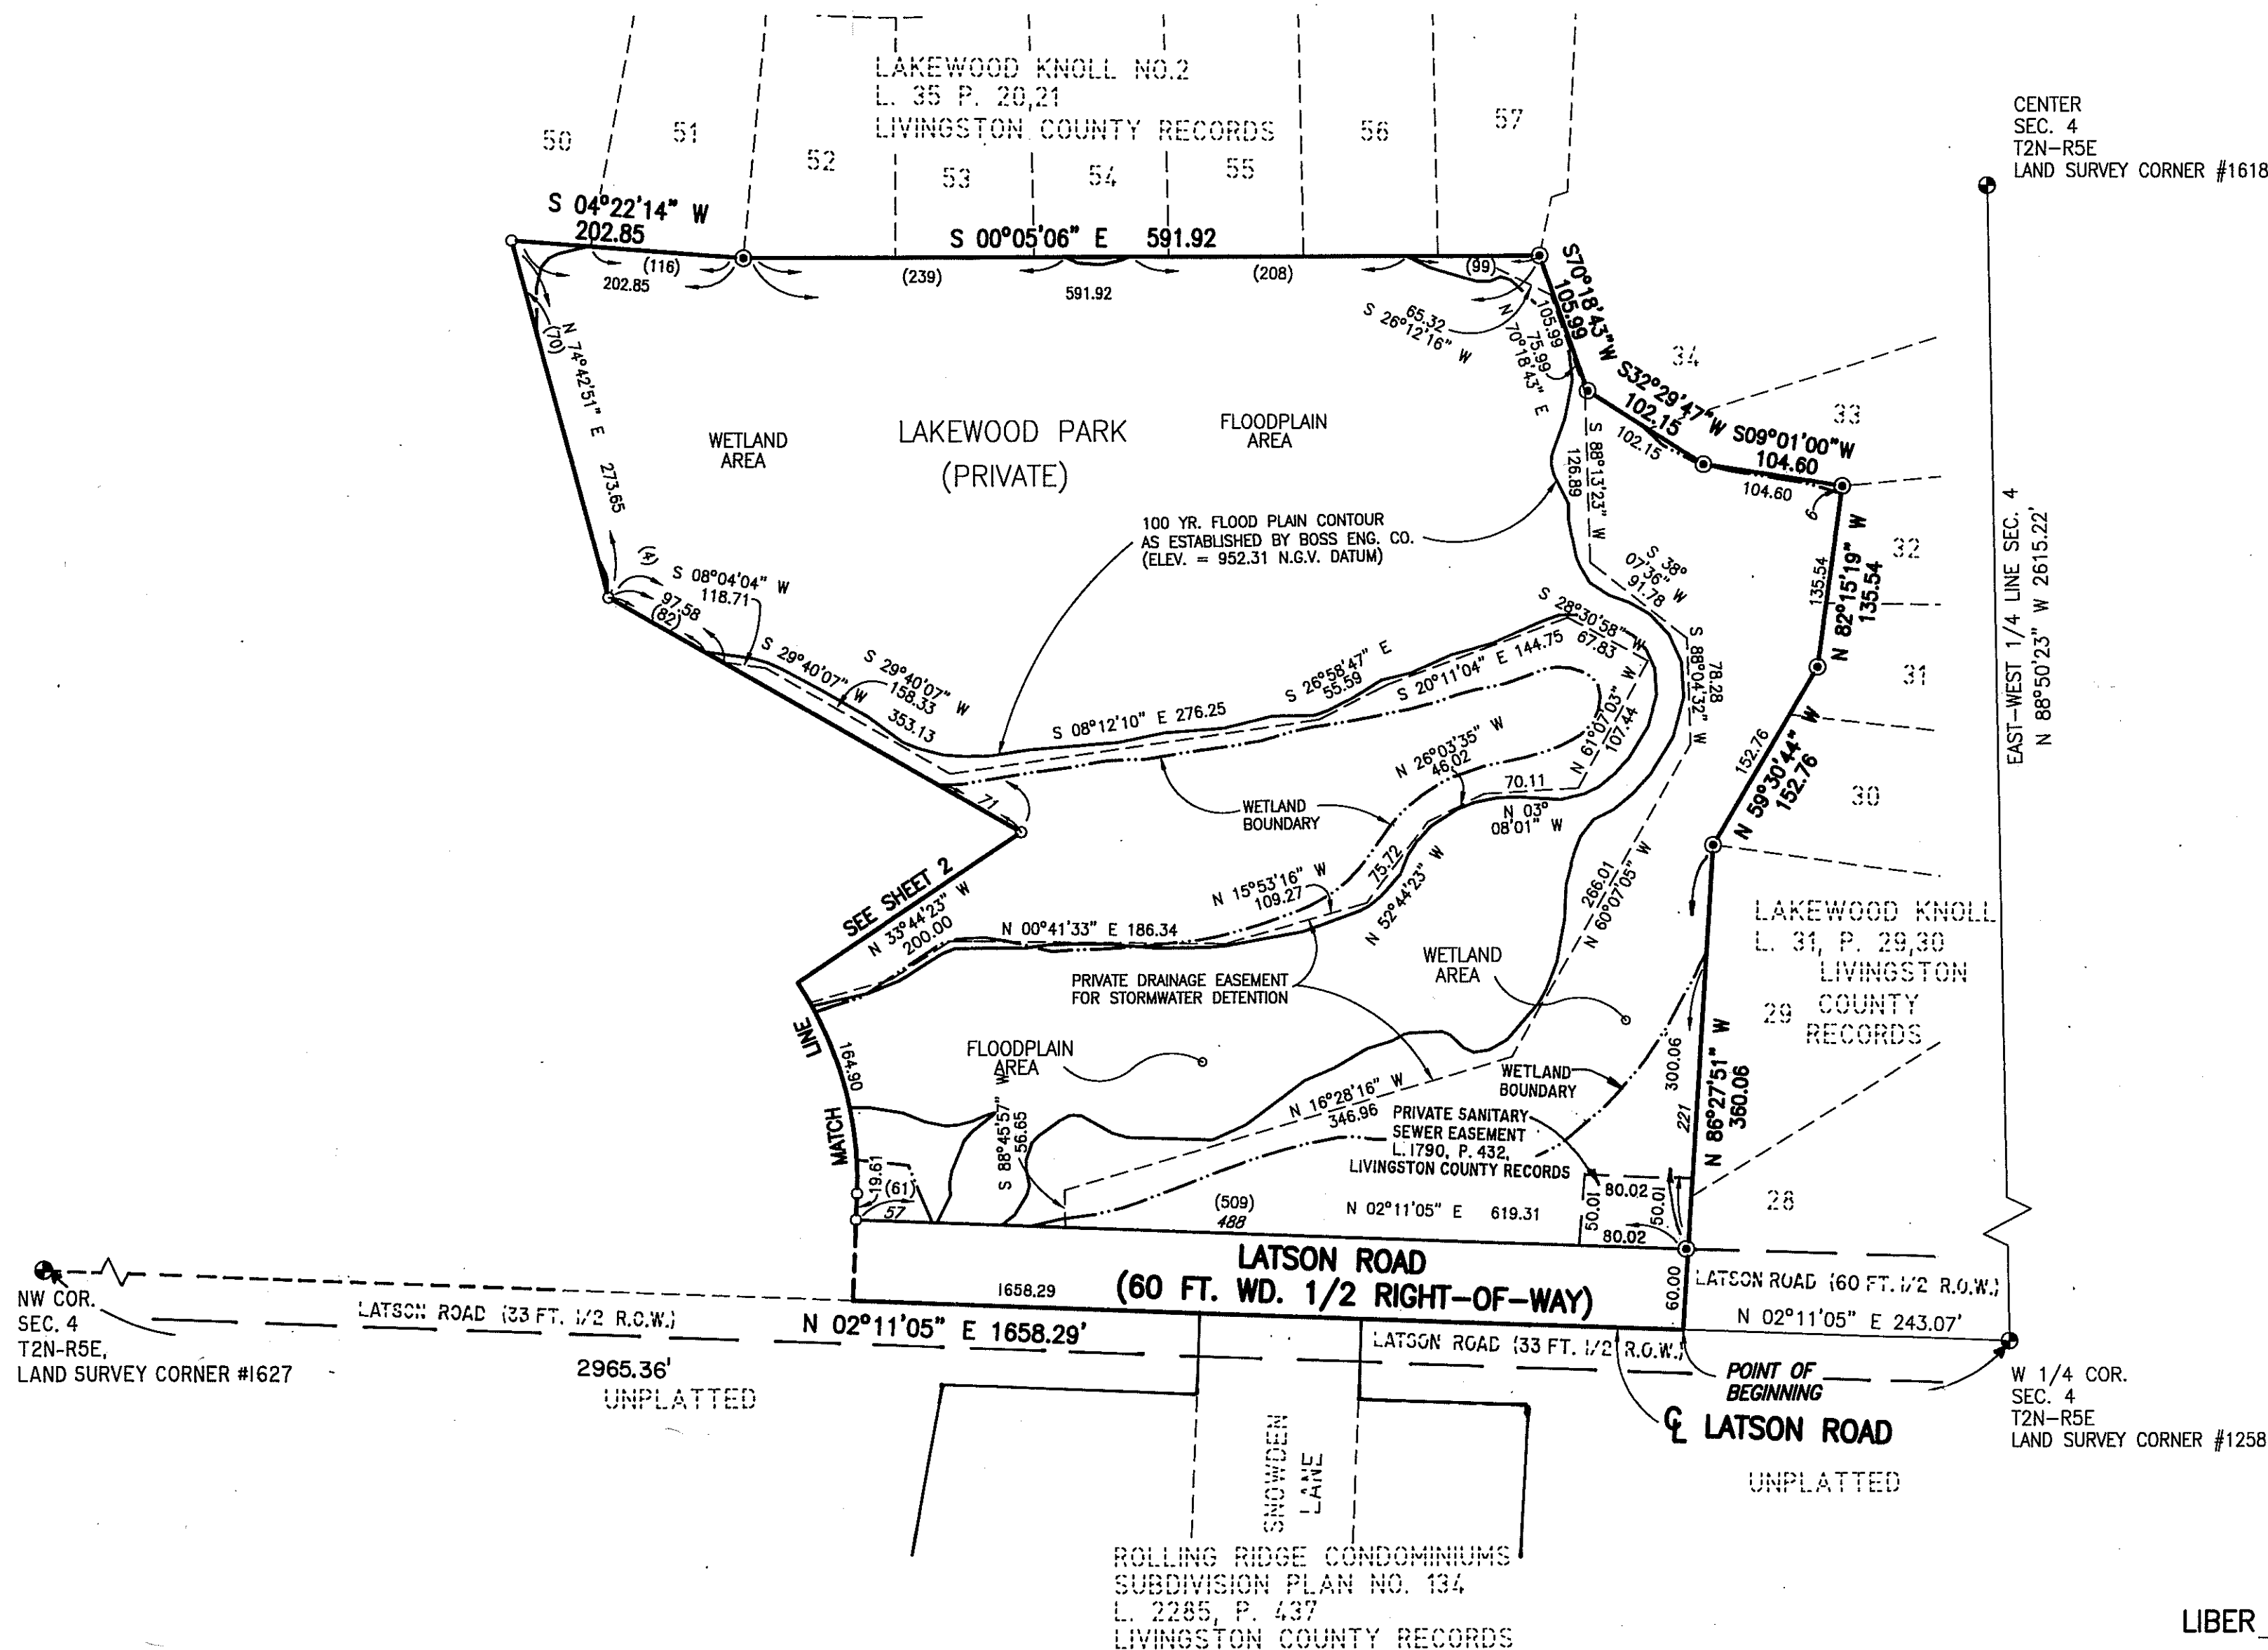 LAKEWOOD KNOLL NO.2
L. 35 P. 20,21
LIVINGSTON COUNTY RECORDS
50
51
52
53
54
55
56
57
CENTER
SEC. 4
T2N-R5E
LAND SURVEY CORNER #1618
S 04°22'14" W
202.85
(116)
202.85
S 00°05'06" E 591.92
(239)
591.92
(208)
(99)
S70°18'43"W
105.99
65.32
S 26°12'16" W
105.99
75.99
N 70°18'43" E
S32°29'47"W
102.15
102.15
S09°01'00"W
104.60
104.60
6
34
33
32
31
30
29
28
(70)
N 74°42'51" E 273.65
WETLAND
AREA
LAKEWOOD PARK
(PRIVATE)
FLOODPLAIN
AREA
100 YR. FLOOD PLAIN CONTOUR
AS ESTABLISHED BY BOSS ENG. CO.
(ELEV. = 952.31 N.G.V. DATUM)
S 88°13'23" W
126.89
S 38°
07'36" W
91.78
N 82°15'19" W
135.54
135.54
EAST-WEST 1/4 LINE SEC. 4
N 88°50'23" W 2615.22'
(4)
S 08°04'04" W
118.71
97.58
(82)
S 29°40'07" W
353.13
S 29°40'07" W
158.33
S 08°12'10" E 276.25
S 26°58'47" E
55.59
S 20°11'04" E 144.75
S 28°30'58" W
67.83
S 88°04'32" W
78.28
N 61°07'03" W
107.44
N 26°03'35" W
46.02
70.11
N 03°
08'01" W
152.76
N 59°30'44" W
152.76
71
WETLAND
BOUNDARY
SEE SHEET 2
N 33°44'23" W
200.00
N 00°41'33" E 186.34
N 15°53'16" W
109.27
75.72
N 52°44'23" W
266.01
N 60°07'05" W
LAKEWOOD KNOLL
L. 31, P. 29,30
LIVINGSTON
COUNTY
RECORDS
WETLAND
AREA
PRIVATE DRAINAGE EASEMENT
FOR STORMWATER DETENTION
MATCH LINE
164.90
FLOODPLAIN
AREA
S 88°45'57" W
56.65
N 16°28'16" W
346.96
WETLAND
BOUNDARY
300.06
221
N 86°27'51" W
360.06
PRIVATE SANITARY
SEWER EASEMENT
L.1790, P.432,
LIVINGSTON COUNTY RECORDS
19.61
(61)
57
(509)
488
N 02°11'05" E 619.31
50.01
80.02
50.01
80.02
LATSON ROAD
(60 FT. WD. 1/2 RIGHT-OF-WAY)
1658.29
60.00
LATSON ROAD (60 FT. 1/2 R.O.W.)
N 02°11'05" E 243.07'
NW COR.
SEC. 4
T2N-R5E,
LAND SURVEY CORNER #1627
LATSON ROAD (33 FT. 1/2 R.O.W.)
N 02°11'05" E 1658.29'
2965.36'
UNPLATTED
LATSON ROAD (33 FT. 1/2 R.O.W.)
POINT OF
BEGINNING
℄ LATSON ROAD
UNPLATTED
W 1/4 COR.
SEC. 4
T2N-R5E
LAND SURVEY CORNER #1258
SNOWDEN
LANE
ROLLING RIDGE CONDOMINIUMS
SUBDIVISION PLAN NO. 134
L. 2285, P. 437
LIVINGSTON COUNTY RECORDS
LIBER